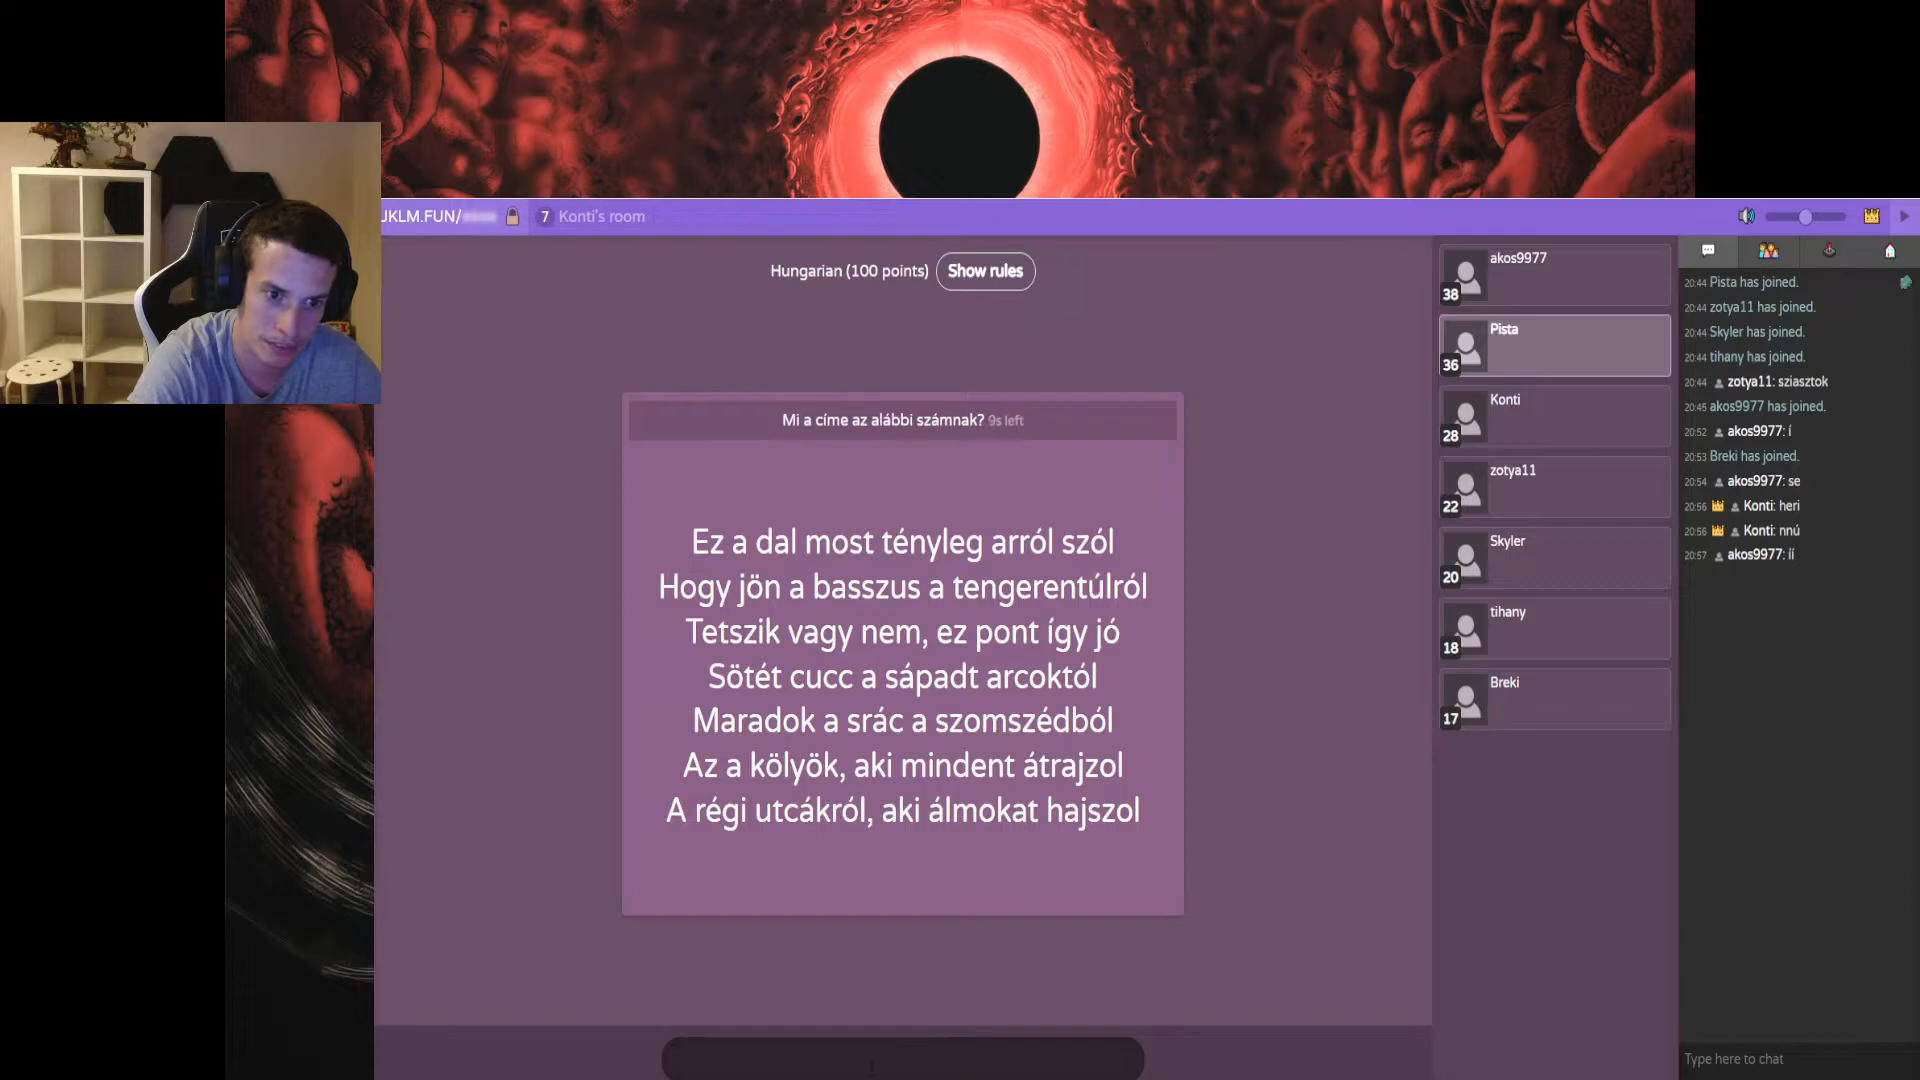 JKLM.FUN/
7 Konti's room
Hungarian (100 points) Show rules
Mi a címe az alábbi számnak? 9s left
Ez a dal most tényleg arról szól
Hogy jön a basszus a tengerentúlról
Tetszik vagy nem, ez pont így jó
Sötét cucc a sápadt arcoktól
Maradok a srác a szomszédból
Az a kölyök, aki mindent átrajzol
A régi utcákról, aki álmokat hajszol
akos9977
38
Pista
36
Konti
28
zotya11
22
Skyler
20
tihany
18
Breki
17
20:44 Pista has joined.
20:44 zotya11 has joined.
20:44 Skyler has joined.
20:44 tihany has joined.
20:44 zotya11: sziasztok
20:45 akos9977 has joined.
20:52 akos9977: í
20:53 Breki has joined.
20:54 akos9977: se
20:56 Konti: heri
20:56 Konti: nnú
20:57 akos9977: íí
Type here to chat